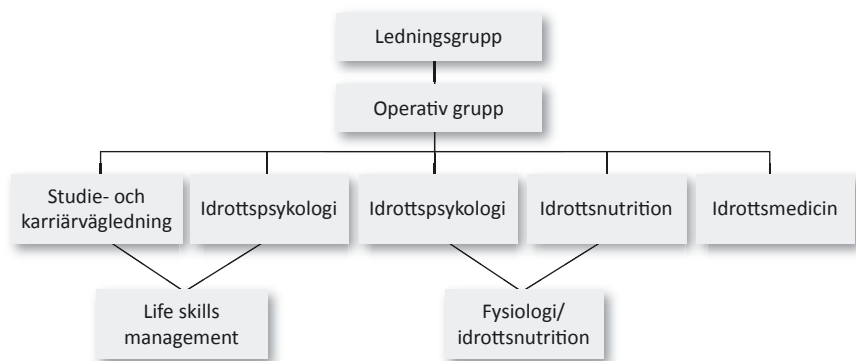 Ledningsgrupp
Operativ grupp
Studie- och
karriärvägledning
Idrottspsykologi
Idrottspsykologi
Idrottsnutrition
Idrottsmedicin
Life skills
management
Fysiologi/
idrottsnutrition